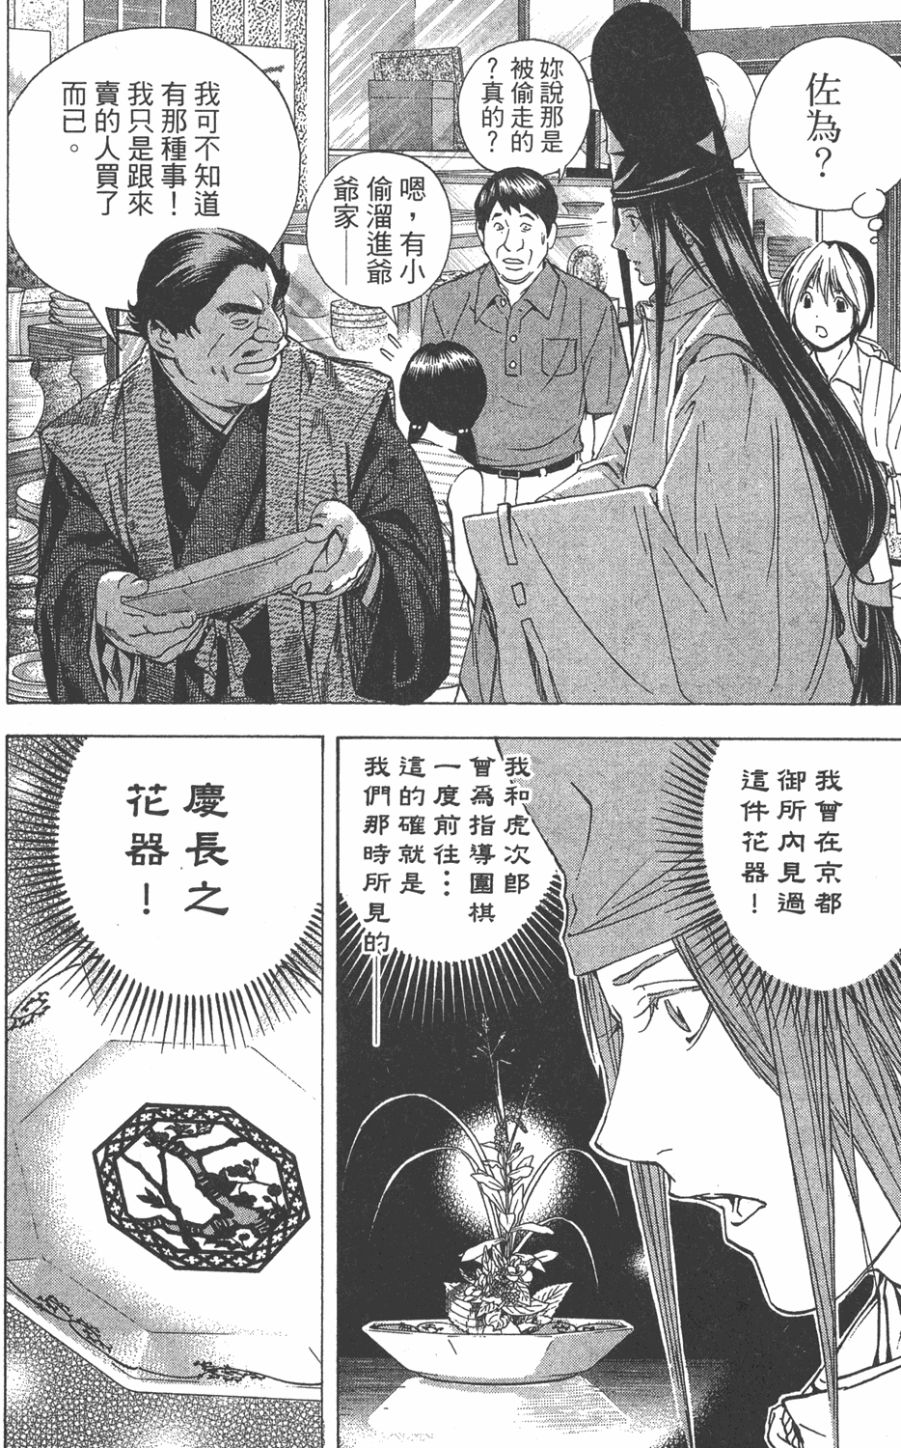 佐為？
妳說那是
被偷走的
？真的？
嗯，有小
偷溜進爺
爺家──
我可不知道
有那種事！
我只是跟來
賣的人買了
而已。
我曾在京都
御所內見過
這件花器！
我和虎次郎
曾為指導圍棋
一度前往…
這的確就是
我們那時所見的──
慶長之
花器！